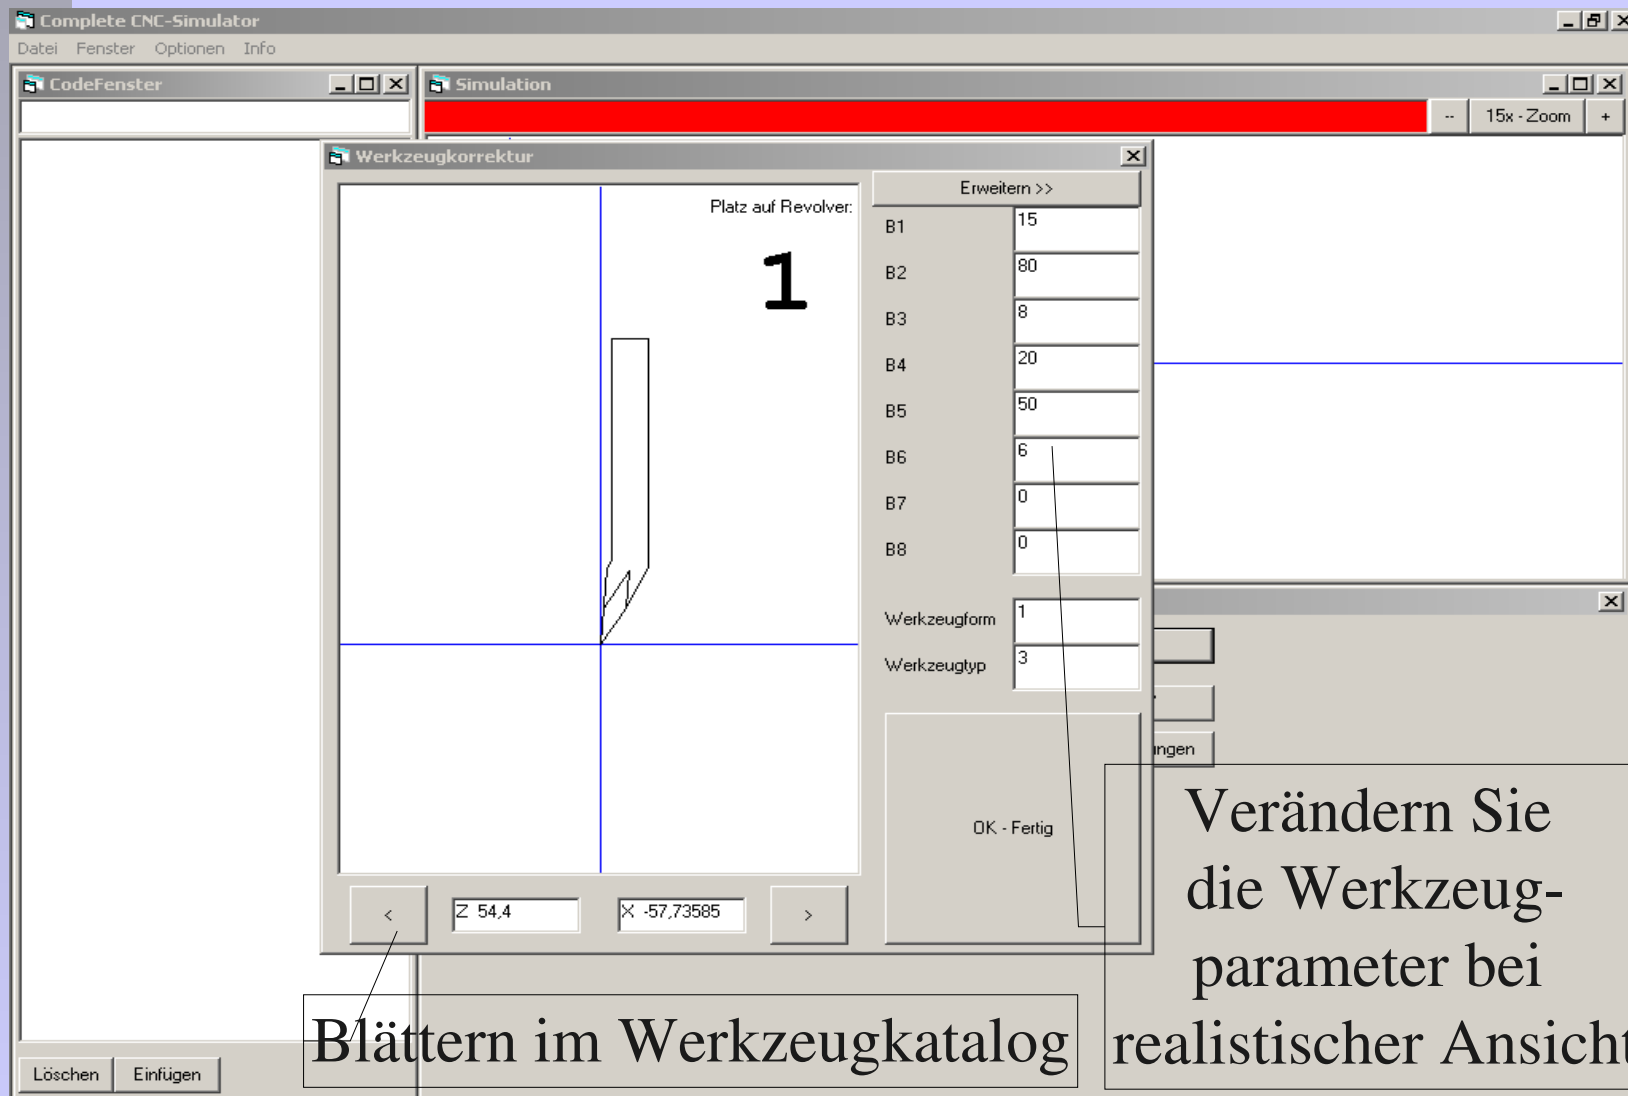 Complete CNC-Simulator
Datei Fenster Optionen Info
CodeFenster
Simulation
-- 15x - Zoom +
Werkzeugkorrektur
Platz auf Revolver:
1
Erweitern >>
B1 15
B2 80
B3 8
B4 20
B5 50
B6 6
B7 0
B8 0
Werkzeugform 1
Werkzeugtyp 3
OK - Fertig
< Z 54,4 X -57,73585 >
ngen
Verändern Sie
die Werkzeug-
parameter bei
realistischer Ansicht
Blättern im Werkzeugkatalog
Löschen Einfügen